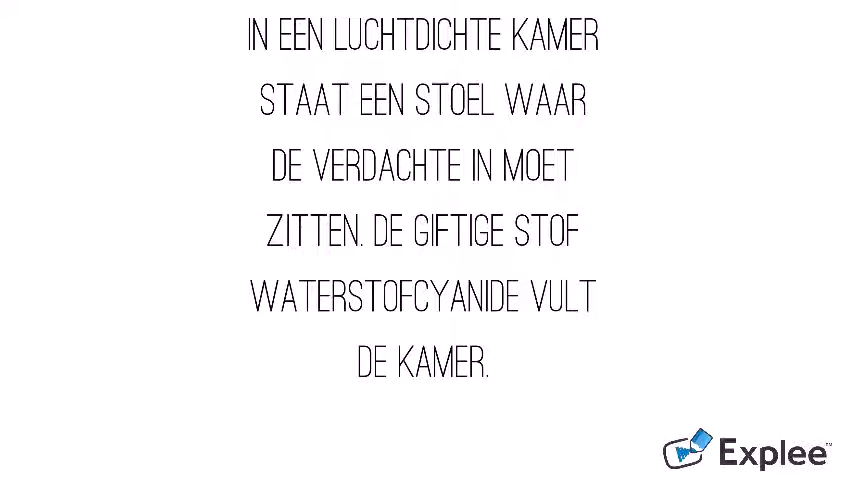 IN EEN LUCHTDICHTE KAMER
STAAT EEN STOEL WAAR
DE VERDACHTE IN MOET
ZITTEN. DE GIFTIGE STOF
WATERSTOFCYANIDE VULT
DE KAMER.
Explee™